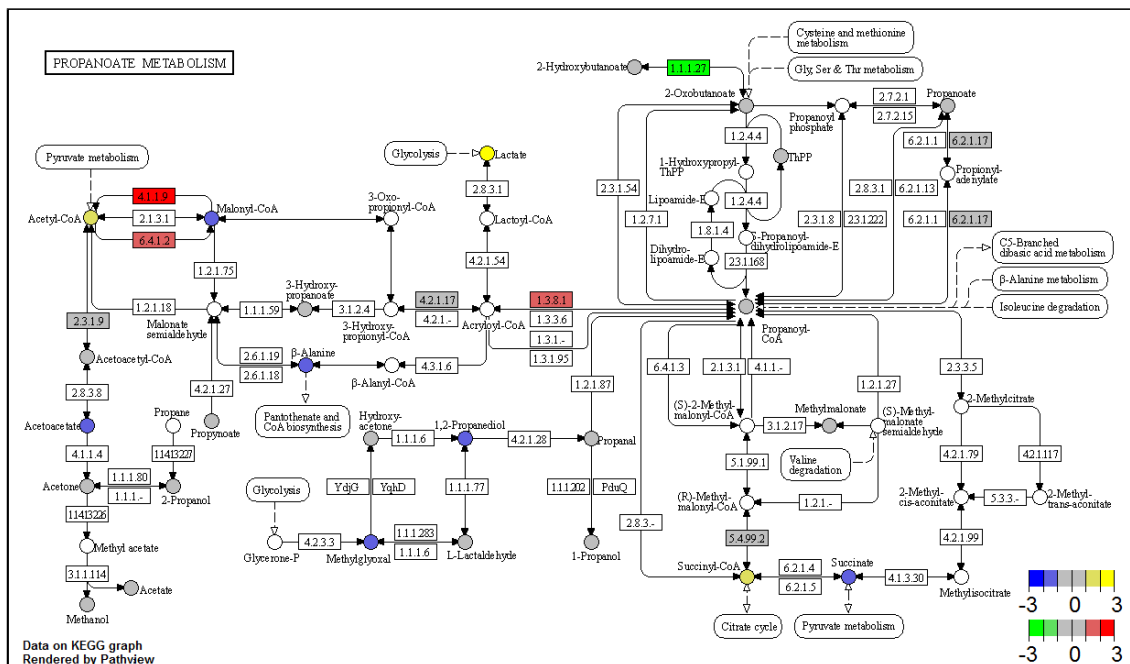 PROPANOATE METABOLISM
Cysteine and methionine
metabolism
Gly, Ser & Thr metabolism
2-Hydroxybutanoate
1.1.1.27
2-Oxobutanoate
2.7.2.1
2.7.2.15
Propanoate
Propanoyl
phosphate
1.2.4.4
6.2.1.1
6.2.1.17
ThPP
1-Hydroxypropyl-
ThPP
Propionyl-
adenylate
Pyruvate metabolism
Glycolysis
Lactate
2.8.3.1
2.3.1.54
1.2.7.1
Lipoamide-E
1.2.4.4
2.8.3.1
6.2.1.13
2.3.1.8
2.3.1.222
6.2.1.1
6.2.1.17
4.1.1.9
Acetyl-CoA
2.1.3.1
Malonyl-CoA
6.4.1.2
3-Oxo-
propionyl-CoA
Lactoyl-CoA
1.8.1.4
S-Propanoyl-
dihydrolipoamide-E
Dihydro-
lipoamide-E
2.3.1.168
C5-Branched
dibasic acid metabolism
β-Alanine metabolism
Isoleucine degradation
1.2.1.75
4.2.1.54
3-Hydroxy-
propanoate
1.2.1.18
1.1.1.59
3.1.2.4
4.2.1.17
4.2.1.-
1.3.8.1
1.3.3.6
1.3.1.-
1.3.1.95
Malonate
semialdehyde
3-Hydroxy-
propionyl-CoA
Acryloyl-CoA
Propanoyl-
CoA
2.3.1.9
Acetoacetyl-CoA
2.6.1.19
2.6.1.18
β-Alanine
β-Alanyl-CoA
4.3.1.6
6.4.1.3
2.1.3.1
4.1.1.-
1.2.1.27
2.3.3.5
1.2.1.87
2.8.3.8
4.2.1.27
Pantothenate and
CoA biosynthesis
Acetoacetate
Propane
Propynoate
Hydroxy-
acetone
1.1.1.6
1,2-Propanediol
4.2.1.28
Propanal
(S)-2-Methyl-
malonyl-CoA
Methylmalonate
3.1.2.17
(S)-Methyl-
malonate
semialdehyde
2-Methylcitrate
4.1.1.4
1.14.13.227
5.1.99.1
Valine
degradation
4.2.1.79
4.2.1.117
Acetone
1.1.1.80
1.1.1.-
2-Propanol
Glycolysis
YdjG
YqhD
1.1.1.77
1.1.1.202
PduQ
(R)-Methyl-
malonyl-CoA
1.2.1.-
2-Methyl-
cis-aconitate
5.3.3.-
2-Methyl-
trans-aconitate
1.14.13.226
2.8.3.-
Methyl acetate
Glycerone-P
4.2.3.3
Methylglyoxal
1.1.1.283
1.1.1.6
L-Lactaldehyde
1-Propanol
5.4.99.2
4.2.1.99
3.1.1.114
Acetate
Methanol
Succinyl-CoA
6.2.1.4
6.2.1.5
Succinate
4.1.3.30
Methylisocitrate
Citrate cycle
Pyruvate metabolism
-3 0 3
-3 0 3
Data on KEGG graph
Rendered by Pathview